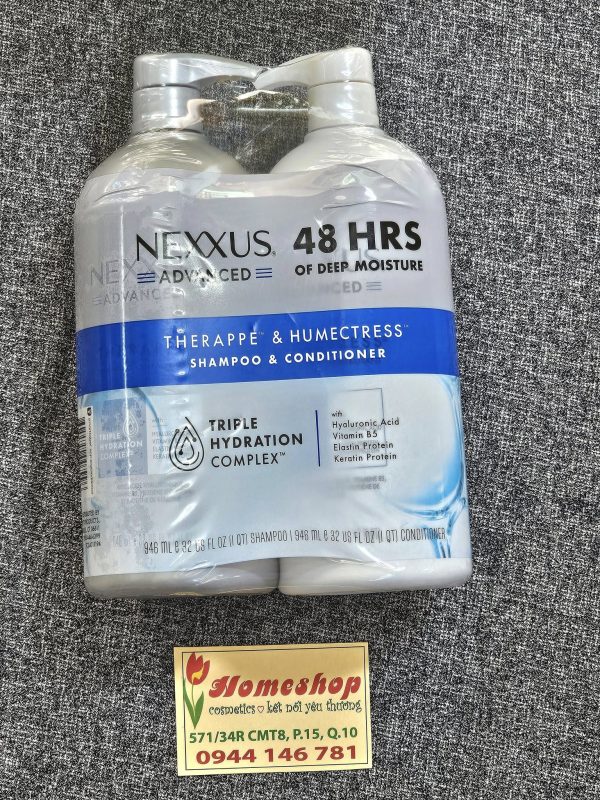 NEXXUS
ADVANCED
48 HRS
OF DEEP MOISTURE
THERAPPE™ & HUMECTRESS™
SHAMPOO & CONDITIONER
TRIPLE
HYDRATION
COMPLEX™
with
Hyaluronic Acid
Vitamin B5
Elastin Protein
Keratin Protein
946 mL e 32 US FL OZ (1 QT) SHAMPOO | 946 mL e 32 US FL OZ (1 QT) CONDITIONER
Homeshop
cosmetics ♡ kết nối yêu thương
571/34R CMT8, P.15, Q.10
0944 146 781